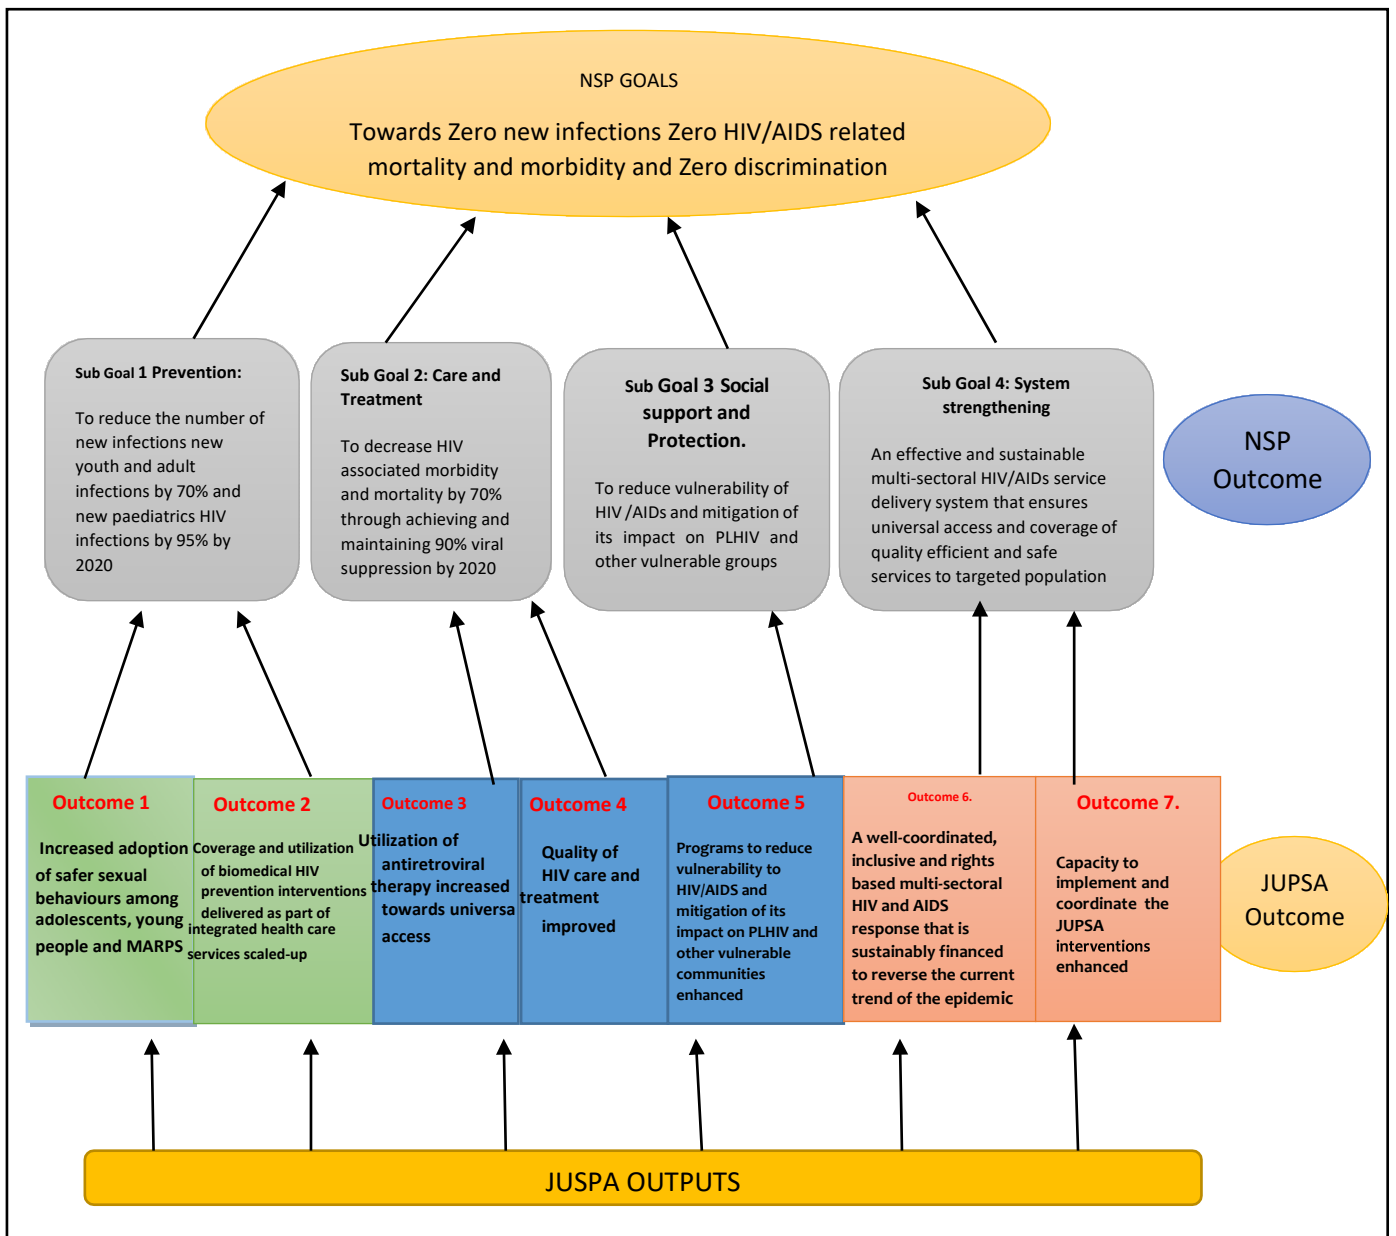 NSP GOALS
Towards Zero new infections Zero HIV/AIDS related
mortality and morbidity and Zero discrimination
Sub Goal 1 Prevention:
To reduce the number of
new infections new
youth and adult
infections by 70% and
new paediatrics HIV
infections by 95% by
2020
Sub Goal 2: Care and
Treatment
To decrease HIV
associated morbidity
and mortality by 70%
through achieving and
maintaining 90% viral
suppression by 2020
Sub Goal 3 Social
support and
Protection.
To reduce vulnerability of
HIV /AIDs and mitigation of
its impact on PLHIV and
other vulnerable groups
Sub Goal 4: System
strengthening
An effective and sustainable
multi-sectoral HIV/AIDs service
delivery system that ensures
universal access and coverage of
quality efficient and safe
services to targeted population
NSP
Outcome
Outcome 1
Increased adoption
of safer sexual
behaviours among
adolescents, young
people and MARPS
Outcome 2
Coverage and utilization
of biomedical HIV
prevention interventions
delivered as part of
integrated health care
services scaled-up
Outcome 3
Utilization of
antiretroviral
therapy increased
towards universa
access
Outcome 4
Quality of
HIV care and
treatment
improved
Outcome 5
Programs to reduce
vulnerability to
HIV/AIDS and
mitigation of its
impact on PLHIV and
other vulnerable
communities
enhanced
Outcome 6.
A well-coordinated,
inclusive and rights
based multi-sectoral
HIV and AIDS
response that is
sustainably financed
to reverse the current
trend of the epidemic
Outcome 7.
Capacity to
implement and
coordinate the
JUPSA
interventions
enhanced
JUPSA
Outcome
JUSPA OUTPUTS